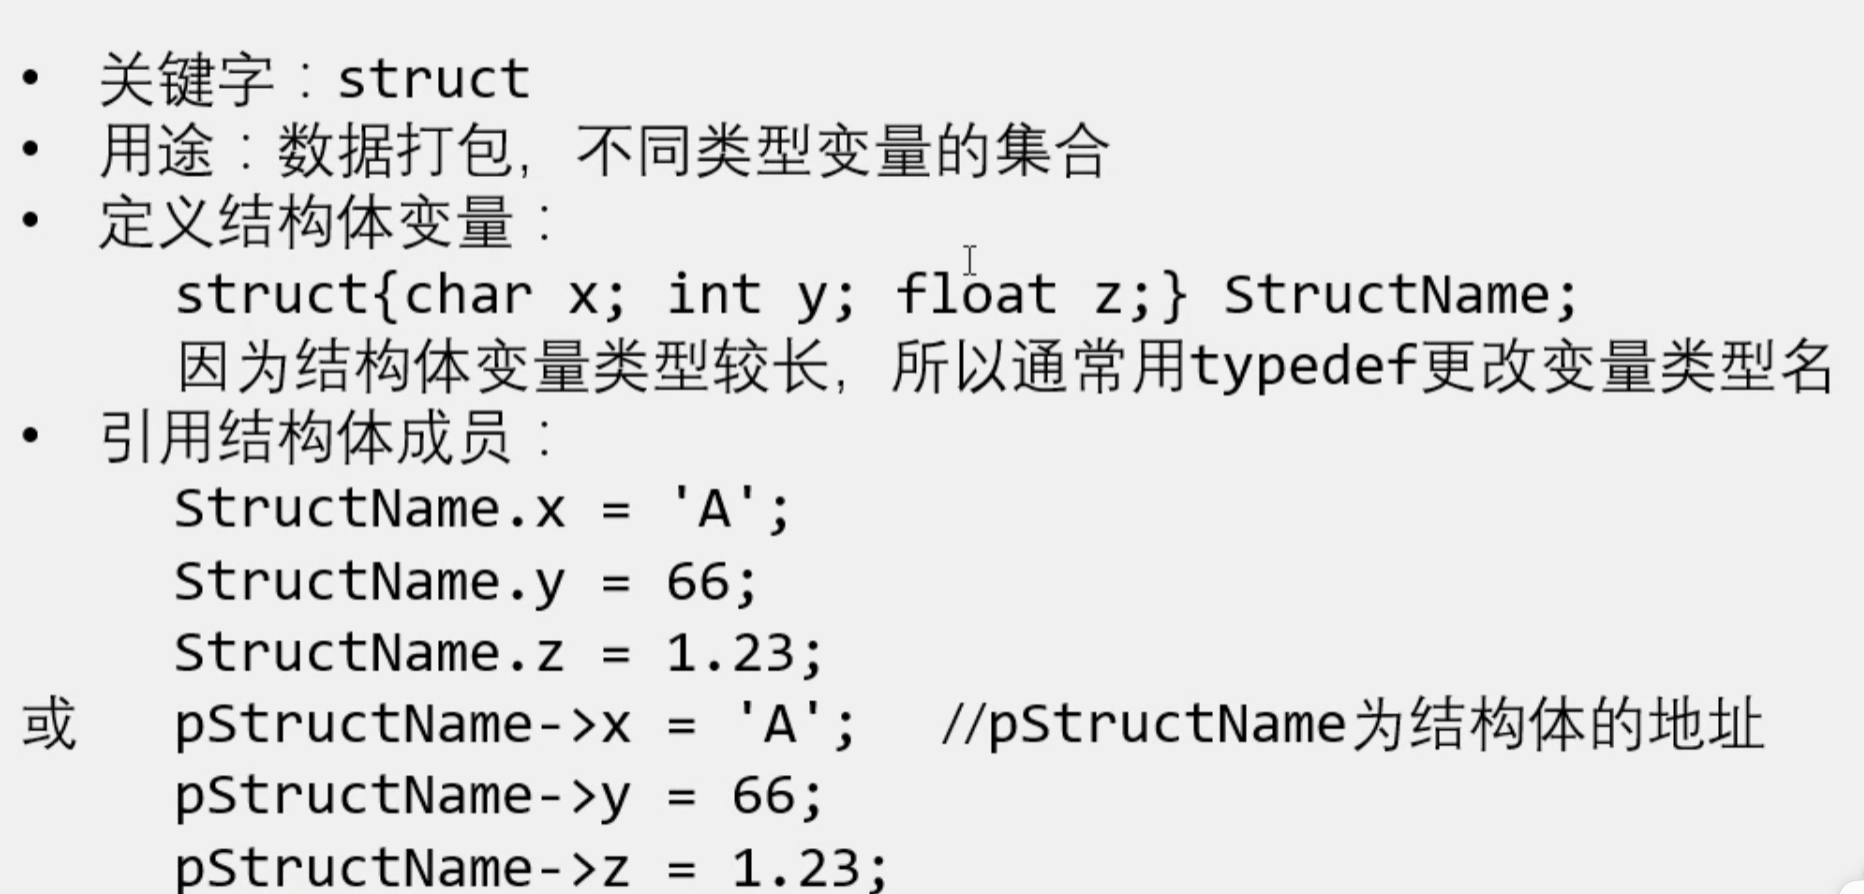 • 关键字：struct
• 用途：数据打包，不同类型变量的集合
• 定义结构体变量：
struct{char x; int y; float z;} StructName;
因为结构体变量类型较长，所以通常用typedef更改变量类型名
• 引用结构体成员：
StructName.x = 'A';
StructName.y = 66;
StructName.z = 1.23;
或 pStructName->x = 'A'; //pStructName为结构体的地址
pStructName->y = 66;
pStructName->z = 1.23;